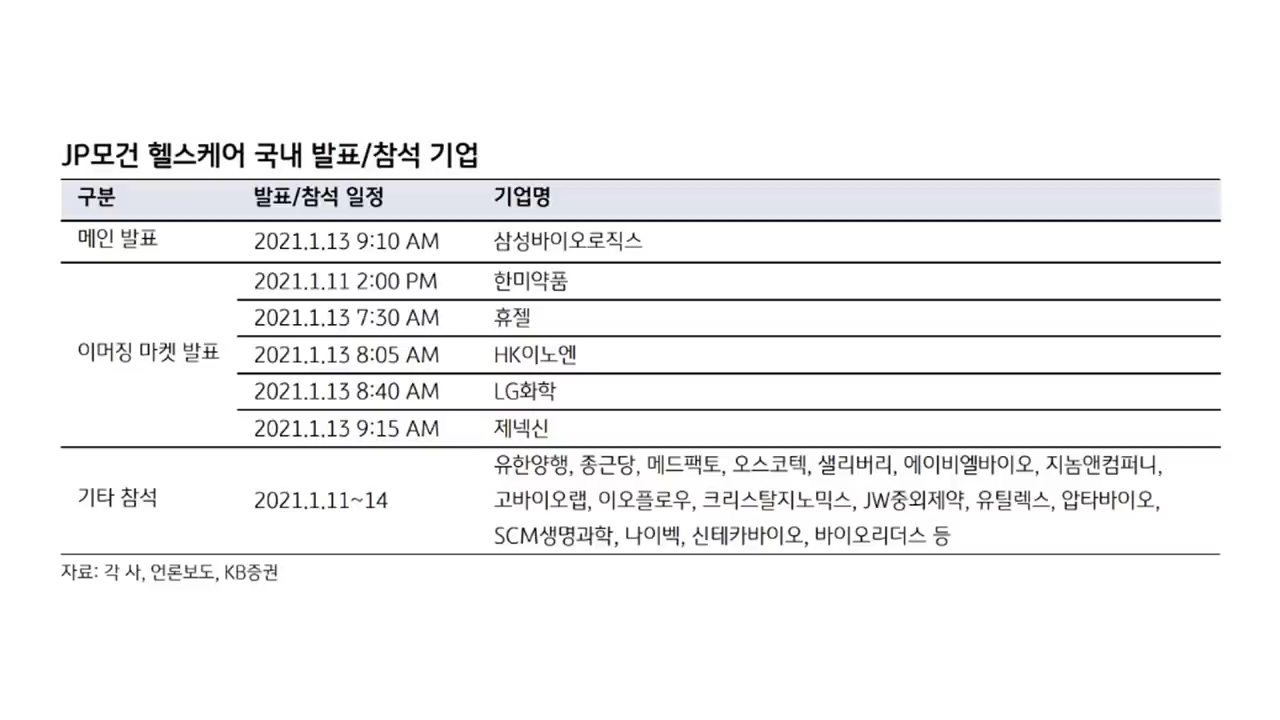 JP모건 헬스케어 국내 발표/참석 기업
구분 발표/참석 일정 기업명
메인 발표 2021.1.13 9:10 AM 삼성바이오로직스
2021.1.11 2:00 PM 한미약품
2021.1.13 7:30 AM 휴젤
이머징 마켓 발표 2021.1.13 8:05 AM HK이노엔
2021.1.13 8:40 AM LG화학
2021.1.13 9:15 AM 제넥신
유한양행, 종근당, 메드팩토, 오스코텍, 샐리버리, 에이비엘바이오, 지놈앤컴퍼니,
기타 참석 2021.1.11~14 고바이오랩, 이오플로우, 크리스탈지노믹스, JW중외제약, 유틸렉스, 압타바이오,
SCM생명과학, 나이벡, 신테카바이오, 바이오리더스 등
자료: 각 사, 언론보도, KB증권